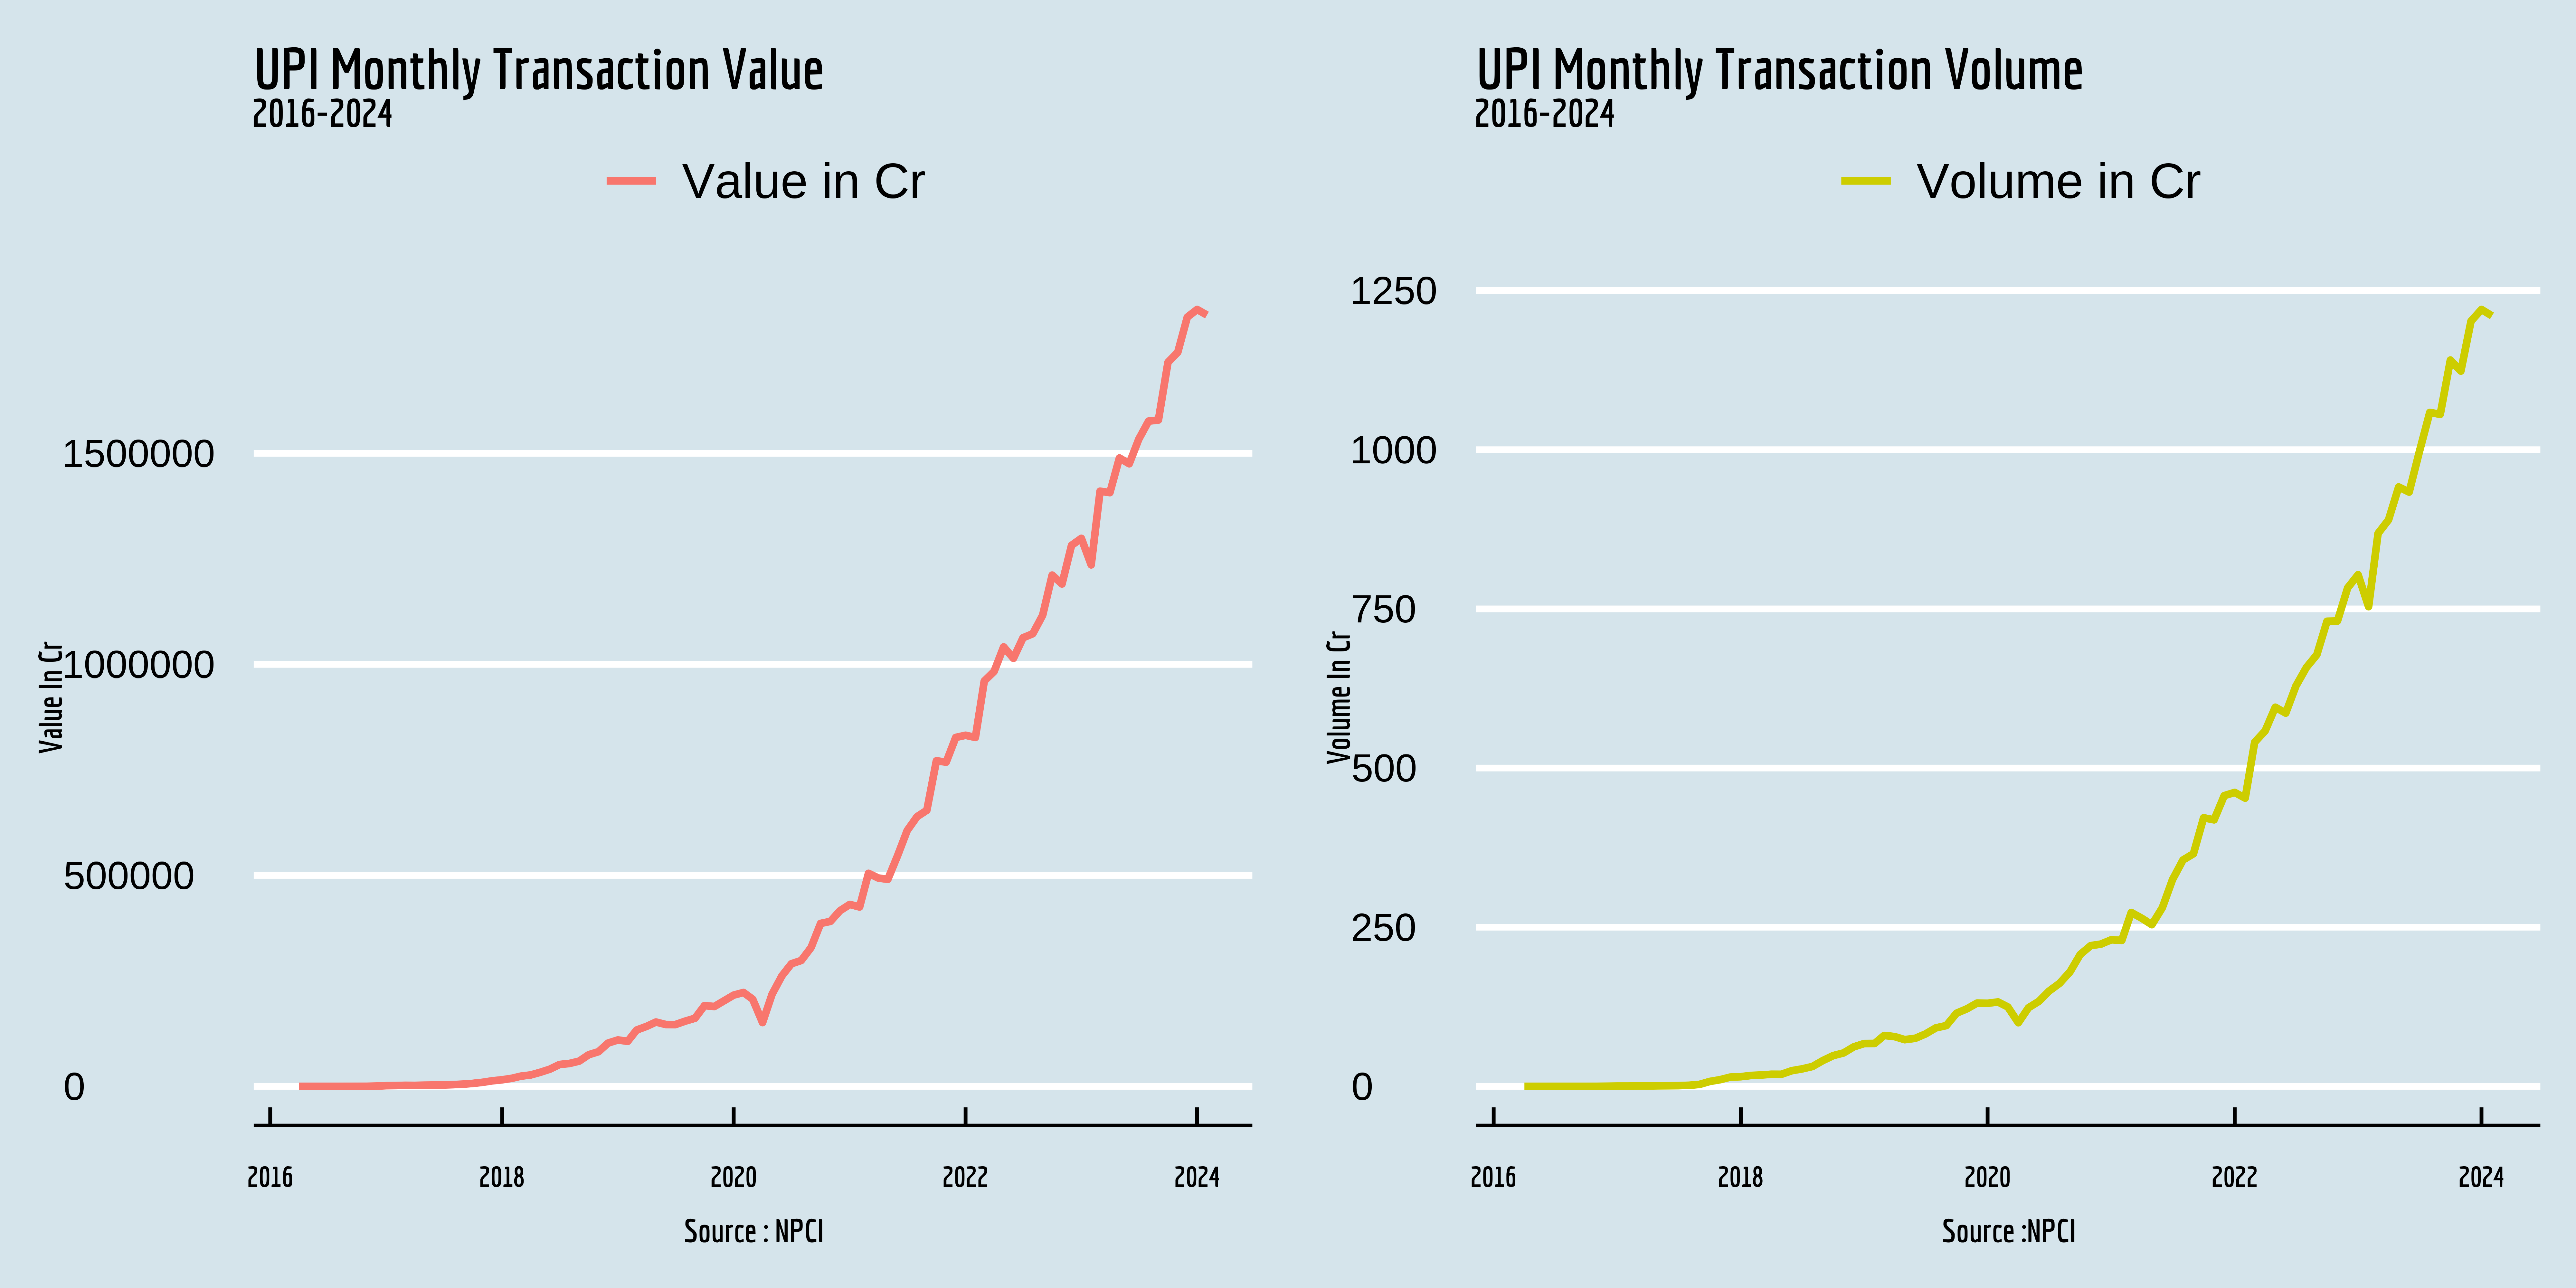 UPI Monthly Transaction Value
2016-2024
Value in Cr
1500000
1000000
500000
0
Value In Cr
2016 2018 2020 2022 2024
Source : NPCI
UPI Monthly Transaction Volume
2016-2024
Volume in Cr
1250
1000
750
500
250
0
Volume In Cr
2016 2018 2020 2022 2024
Source :NPCI